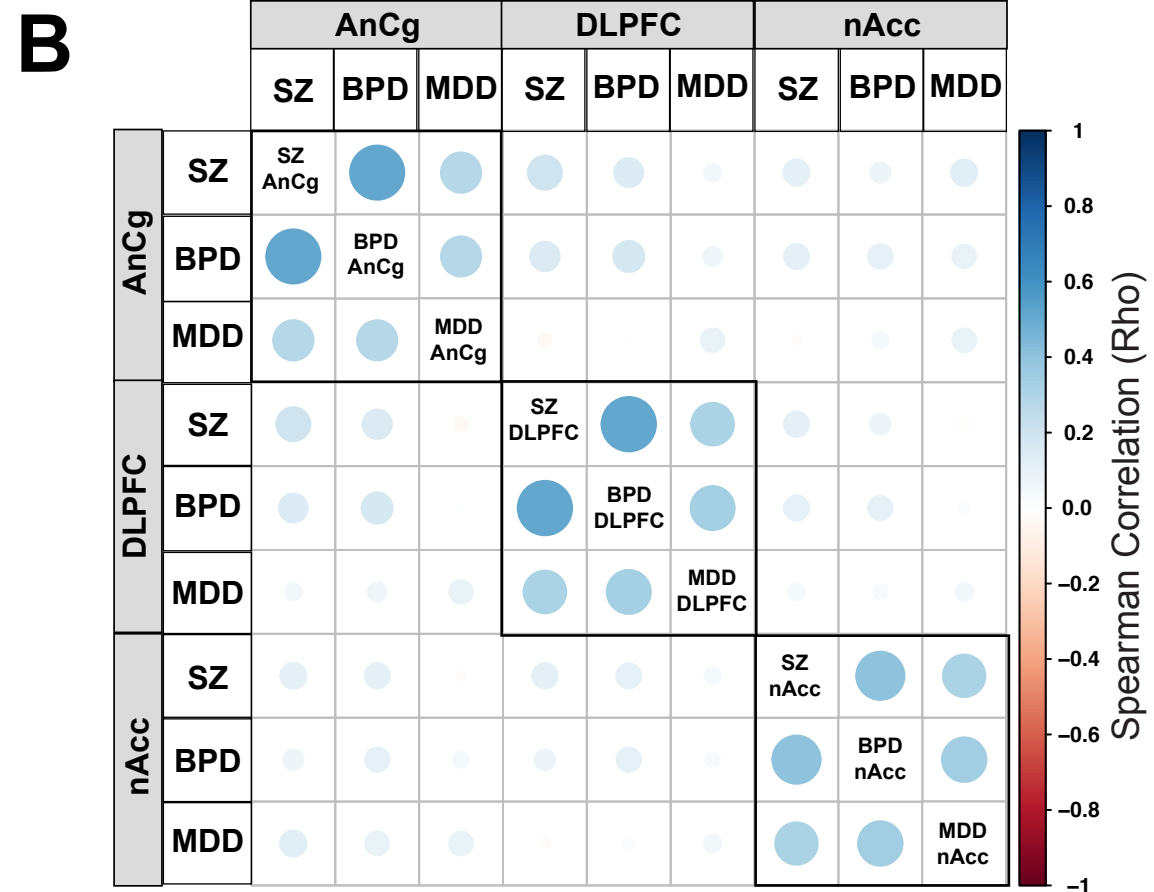 B
AnCg DLPFC nAcc
SZ BPD MDD SZ BPD MDD SZ BPD MDD
AnCg
SZ
SZ
AnCg
BPD
BPD
AnCg
MDD
MDD
AnCg
DLPFC
SZ
SZ
DLPFC
BPD
BPD
DLPFC
MDD
MDD
DLPFC
nAcc
SZ
SZ
nAcc
BPD
BPD
nAcc
MDD
MDD
nAcc
1
0.8
0.6
0.4
0.2
0.0
−0.2
−0.4
−0.6
−0.8
−1
Spearman Correlation (Rho)